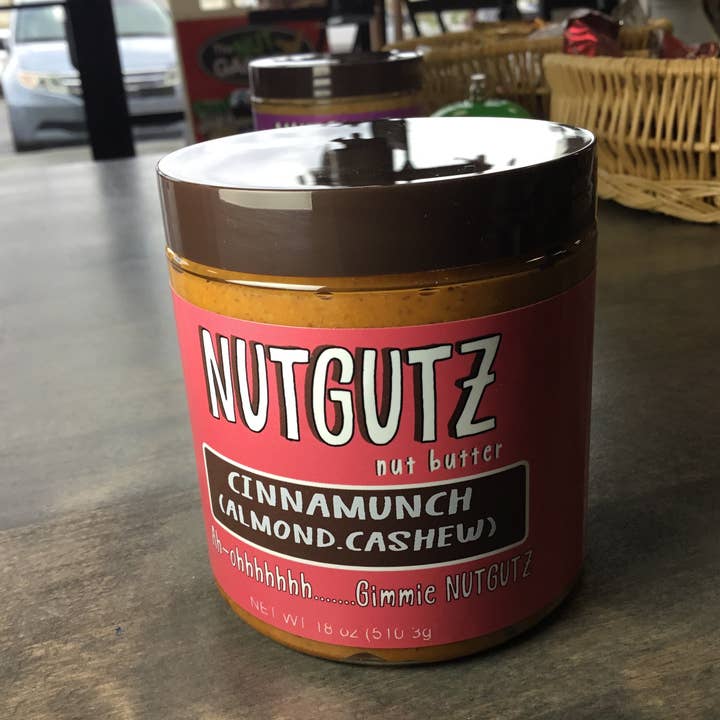 NUTGUTZ
nut butter
CINNAMUNCH
(ALMOND.CASHEW)
Ah-ohhhhhhh.......Gimmie NUTGUTZ
NET WT 18 oz (510 3g